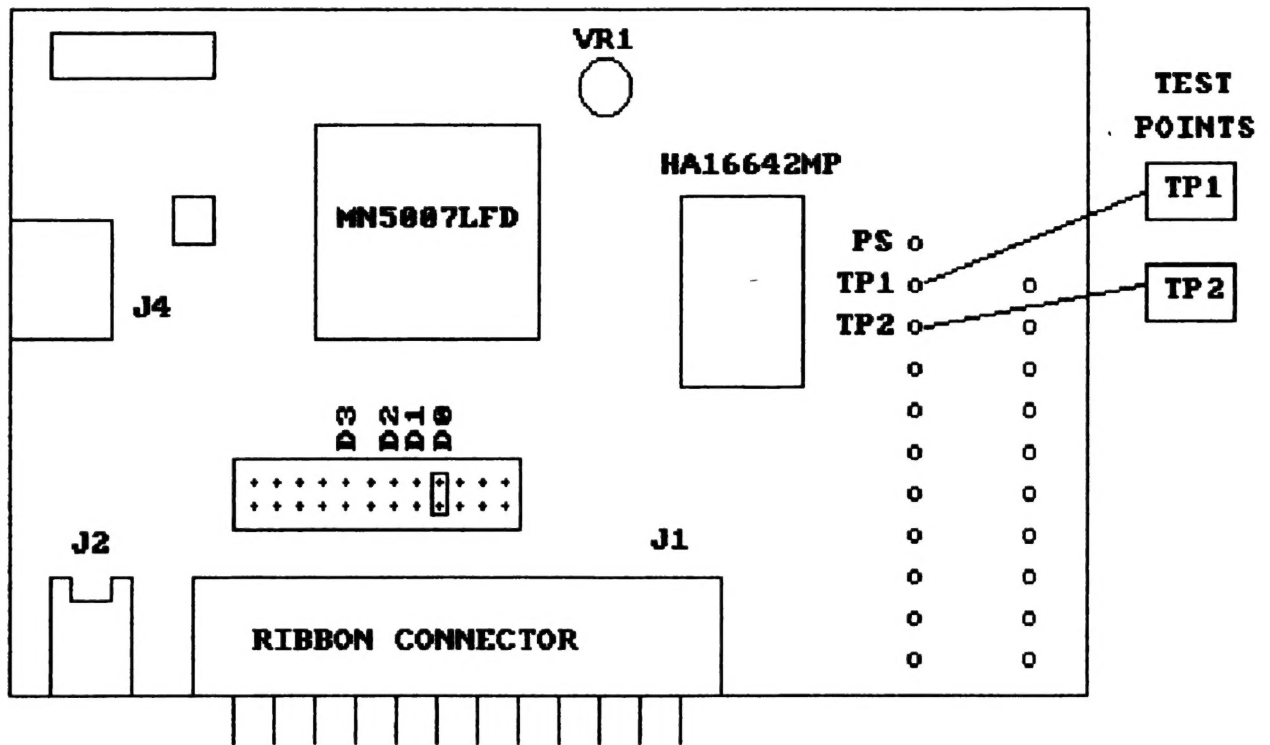 VR1
TEST
POINTS
HA16642MP
TP1
MN5007LFD
PS
TP1
TP2
TP2
J4
D3
D2
D1
D0
J2
J1
RIBBON CONNECTOR